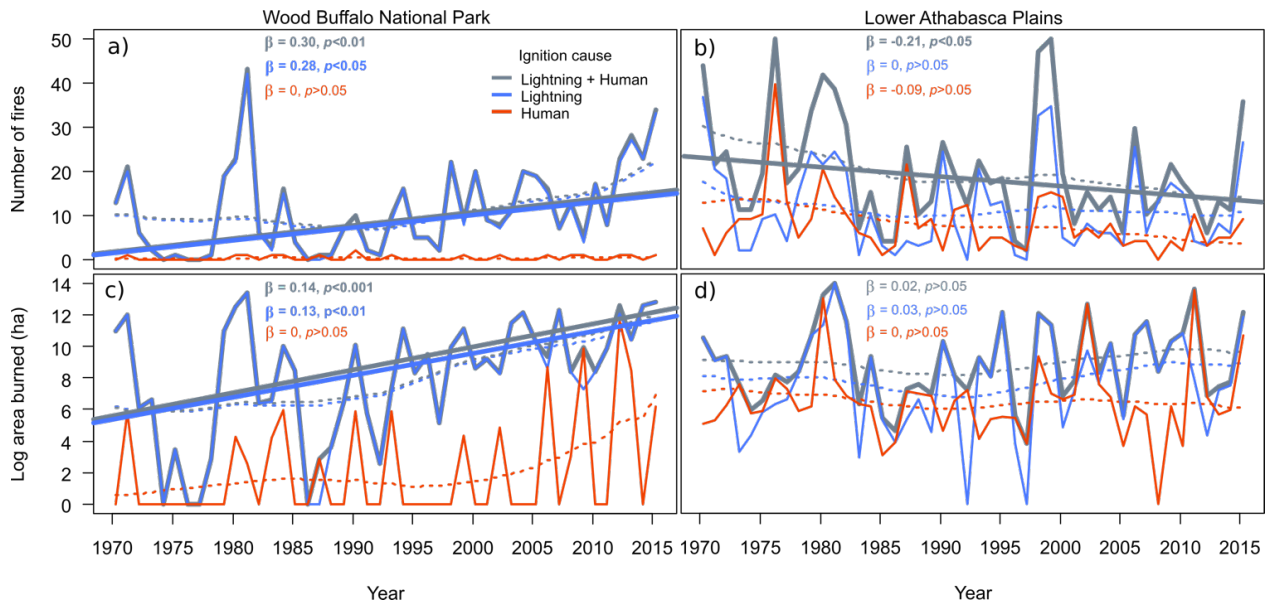 Wood Buffalo National Park
Lower Athabasca Plains
Number of fires
50
40
30
20
10
0
a)
β = 0.30, p<0.01
β = 0.28, p<0.05
β = 0, p>0.05
Ignition cause
Lightning + Human
Lightning
Human
b)
β = -0.21, p<0.05
β = 0, p>0.05
β = -0.09, p>0.05
Log area burned (ha)
14
12
10
8
6
4
2
0
c)
β = 0.14, p<0.001
β = 0.13, p<0.01
β = 0, p>0.05
d)
β = 0.02, p>0.05
β = 0.03, p>0.05
β = 0, p>0.05
1970 1975 1980 1985 1990 1995 2000 2005 2010 2015
1970 1975 1980 1985 1990 1995 2000 2005 2010 2015
Year
Year